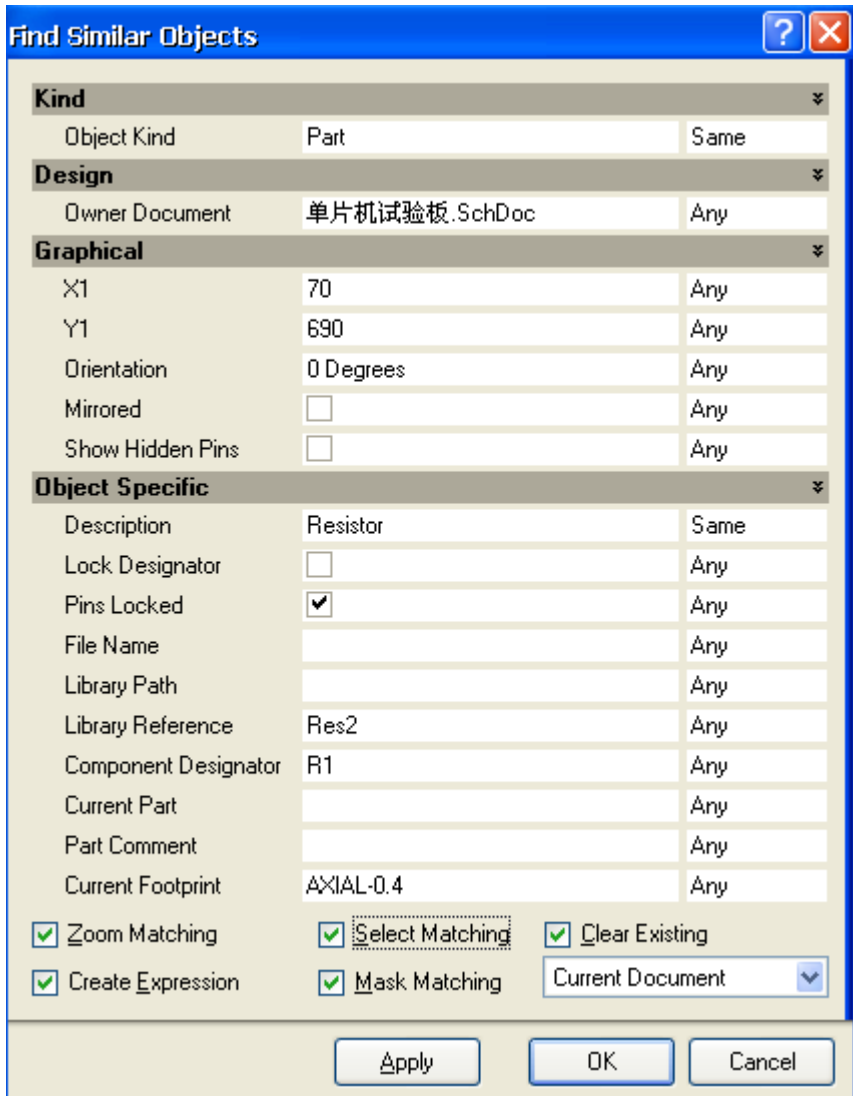 Find Similar Objects
Kind
Object Kind Part Same
Design
Owner Document 单片机试验板.SchDoc Any
Graphical
X1 70 Any
Y1 690 Any
Orientation 0 Degrees Any
Mirrored Any
Show Hidden Pins Any
Object Specific
Description Resistor Same
Lock Designator Any
Pins Locked Any
File Name Any
Library Path Any
Library Reference Res2 Any
Component Designator R1 Any
Current Part Any
Part Comment Any
Current Footprint AXIAL-0.4 Any
Zoom Matching Select Matching Clear Existing
Create Expression Mask Matching Current Document
Apply OK Cancel